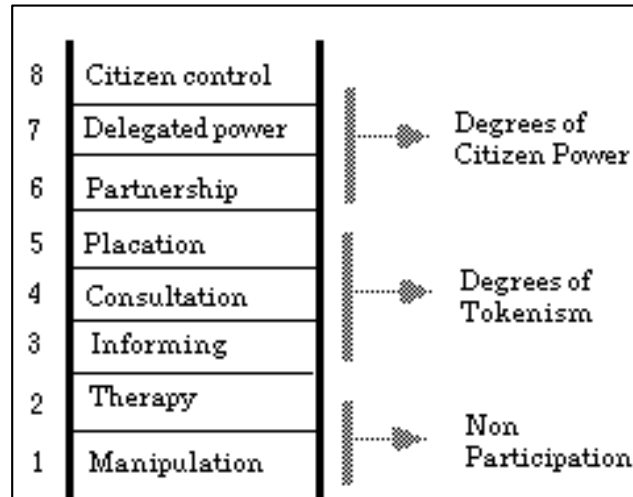 8 Citizen control
7 Delegated power
6 Partnership
Degrees of
Citizen Power
5 Placation
4 Consultation
3 Informing
Degrees of
Tokenism
2 Therapy
1 Manipulation
Non
Participation